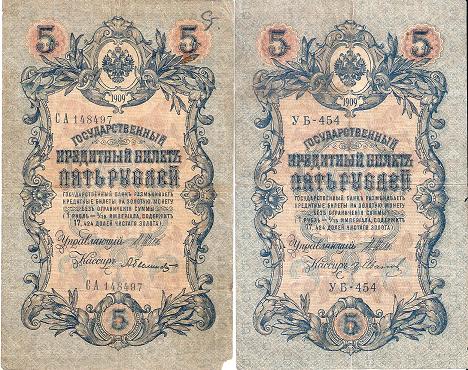 5 5
1909
СА 148497
ГОСУДАРСТВЕННЫЙ
КРЕДИТНЫЙ БИЛЕТЪ
ПЯТЬ РУБЛЕЙ
ГОСУДАРСТВЕННЫЙ БАНКЪ РАЗМѢНИВАЕТЪ
КРЕДИТНЫЕ БИЛЕТЫ НА ЗОЛОТУЮ МОНЕТУ
БЕЗЪ ОГРАНИЧЕНІЯ СУММЫ
(1 РУБЛЬ = 1/15 ИМПЕРІАЛА, СОДЕРЖИТЪ
17,424 ДОЛЕЙ ЧИСТАГО ЗОЛОТА)
Управляющій
Кассиръ
СА 148497
5
5 5
1909
УБ-454
ГОСУДАРСТВЕННЫЙ
КРЕДИТНЫЙ БИЛЕТЪ
ПЯТЬ РУБЛЕЙ
ГОСУДАРСТВЕННЫЙ БАНКЪ РАЗМѢНИВАЕТЪ
КРЕДИТНЫЕ БИЛЕТЫ НА ЗОЛОТУЮ МОНЕТУ
БЕЗЪ ОГРАНИЧЕНІЯ СУММЫ
(1 РУБЛЬ = 1/15 ИМПЕРІАЛА, СОДЕРЖИТЪ
17,424 ДОЛЕЙ ЧИСТАГО ЗОЛОТА)
Управляющій
Кассиръ
УБ-454
5